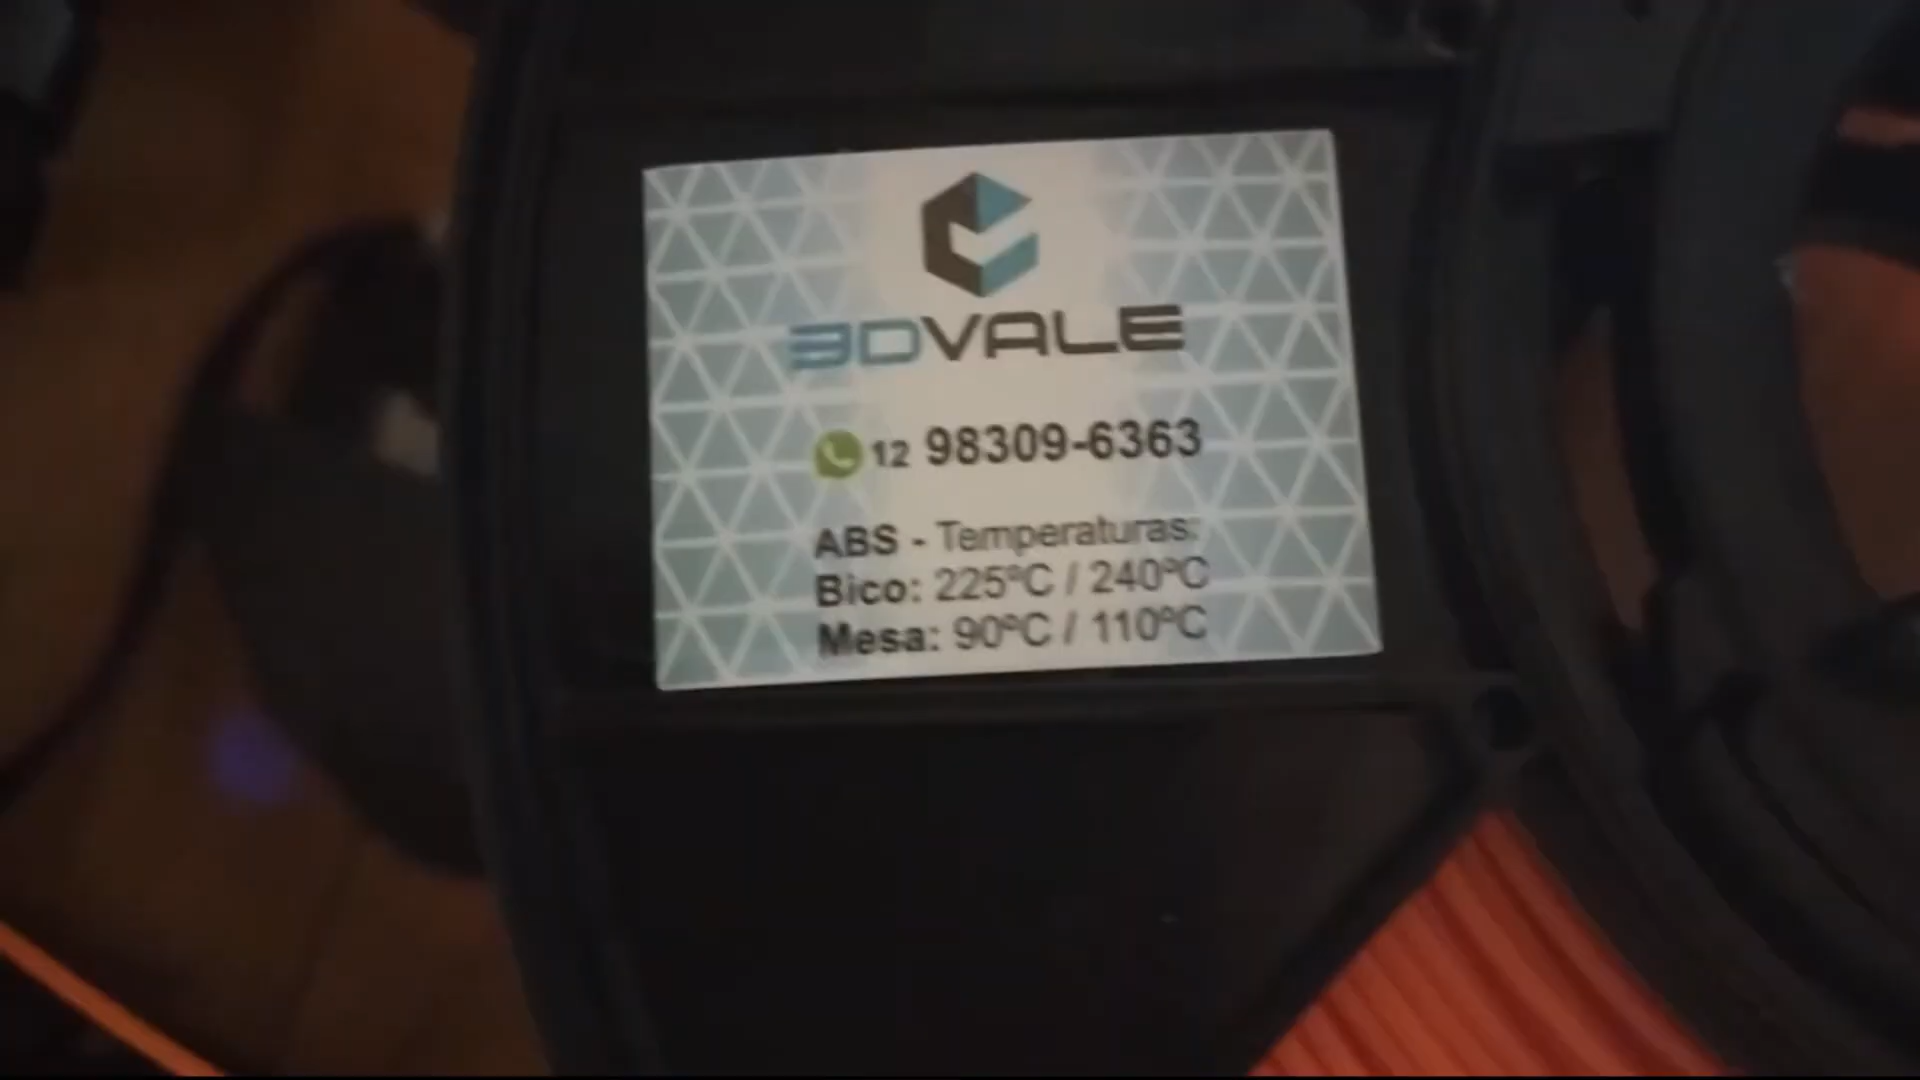 3DVALE
12 98309-6363
ABS - Temperaturas:
Bico: 225ºC / 240ºC
Mesa: 90ºC / 110ºC